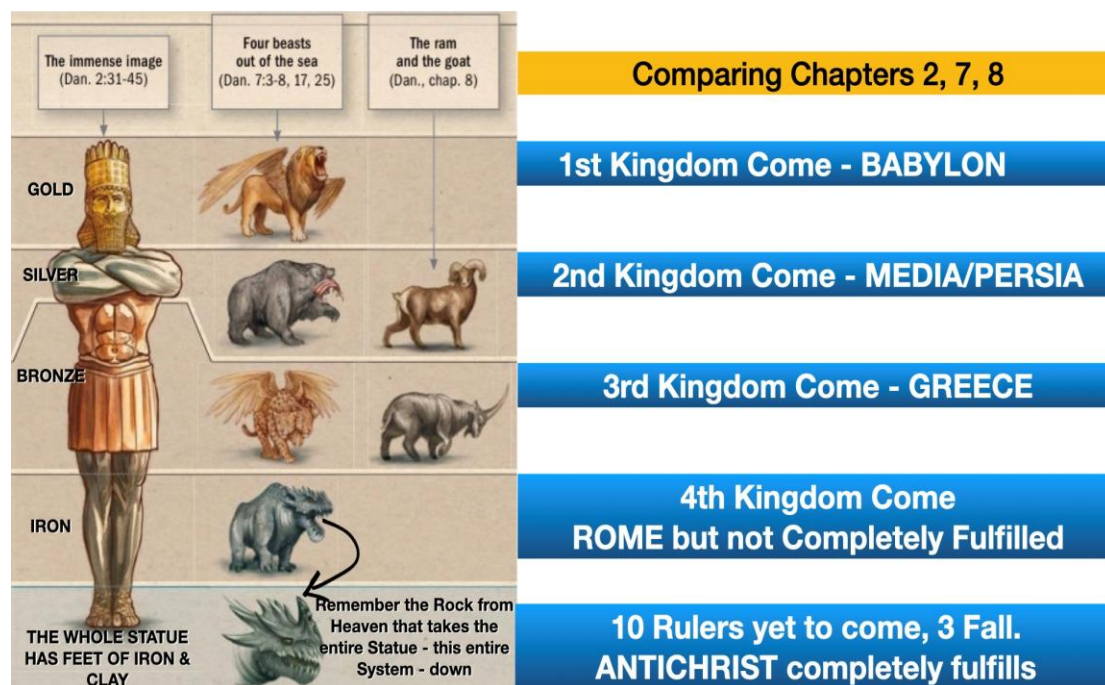 The immense image
(Dan. 2:31-45)
Four beasts
out of the sea
(Dan. 7:3-8, 17, 25)
The ram
and the goat
(Dan., chap. 8)
Comparing Chapters 2, 7, 8
GOLD
1st Kingdom Come - BABYLON
SILVER
2nd Kingdom Come - MEDIA/PERSIA
BRONZE
3rd Kingdom Come - GREECE
IRON
4th Kingdom Come
ROME but not Completely Fulfilled
THE WHOLE STATUE
HAS FEET OF IRON &
CLAY
Remember the Rock from
Heaven that takes the
entire Statue - this entire
System - down
10 Rulers yet to come, 3 Fall.
ANTICHRIST completely fulfills